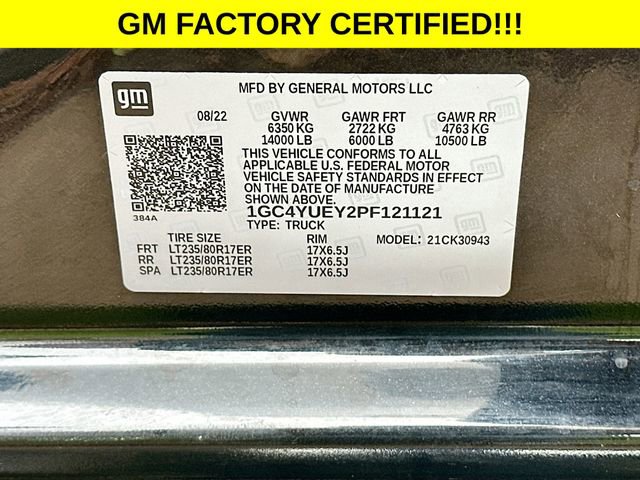 GM FACTORY CERTIFIED!!!
gm
MFD BY GENERAL MOTORS LLC
08/22 GVWR GAWR FRT GAWR RR
6350 KG 2722 KG 4763 KG
14000 LB 6000 LB 10500 LB
THIS VEHICLE CONFORMS TO ALL
APPLICABLE U.S. FEDERAL MOTOR
VEHICLE SAFETY STANDARDS IN EFFECT
ON THE DATE OF MANUFACTURE
SHOWN ABOVE.
384A
1GC4YUEY2PF121121
TYPE: TRUCK
TIRE SIZE RIM MODEL: 21CK30943
FRT LT235/80R17ER 17X6.5J
RR LT235/80R17ER 17X6.5J
SPA LT235/80R17ER 17X6.5J